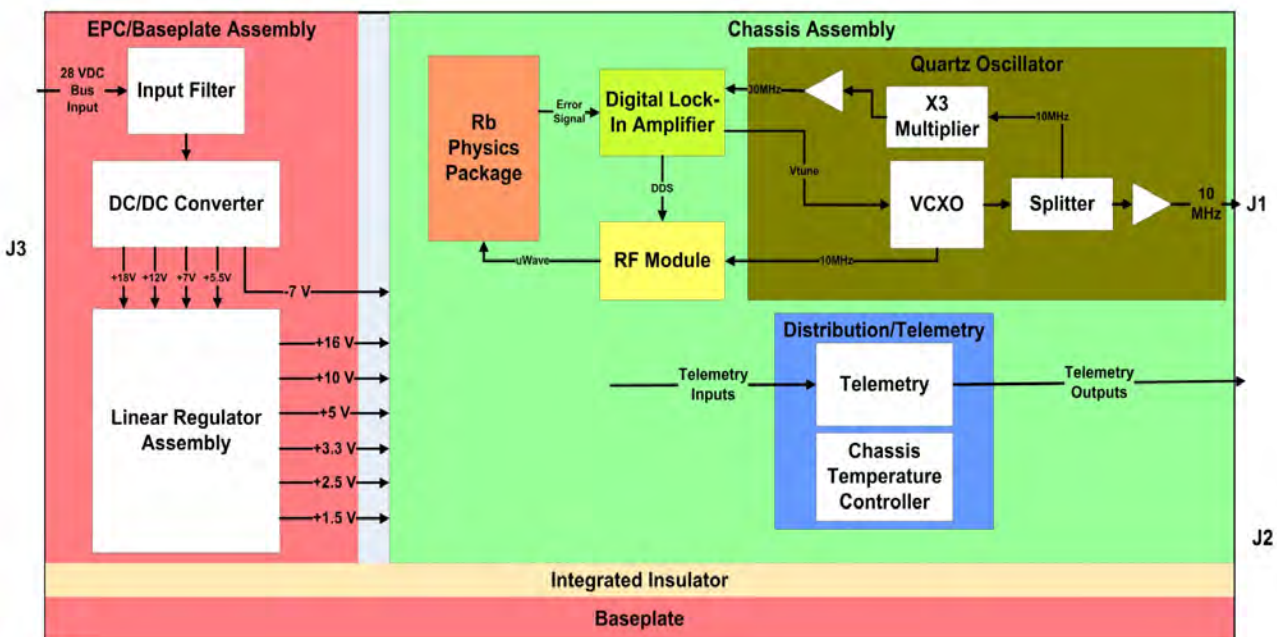 EPC/Baseplate Assembly
28 VDC
Bus
Input
Input Filter
DC/DC Converter
J3
+18V
+12V
+7V
+5.5V
-7 V
Linear Regulator
Assembly
+16 V
+10 V
+5 V
+3.3 V
+2.5 V
+1.5 V
Chassis Assembly
Rb
Physics
Package
Error
Signal
Digital Lock-
In Amplifier
30MHz
Vtune
DDS
RF Module
uWave
10MHz
Quartz Oscillator
X3
Multiplier
10MHz
VCXO
Splitter
10
MHz
J1
Distribution/Telemetry
Telemetry
Inputs
Telemetry
Telemetry
Outputs
Chassis
Temperature
Controller
J2
Integrated Insulator
Baseplate